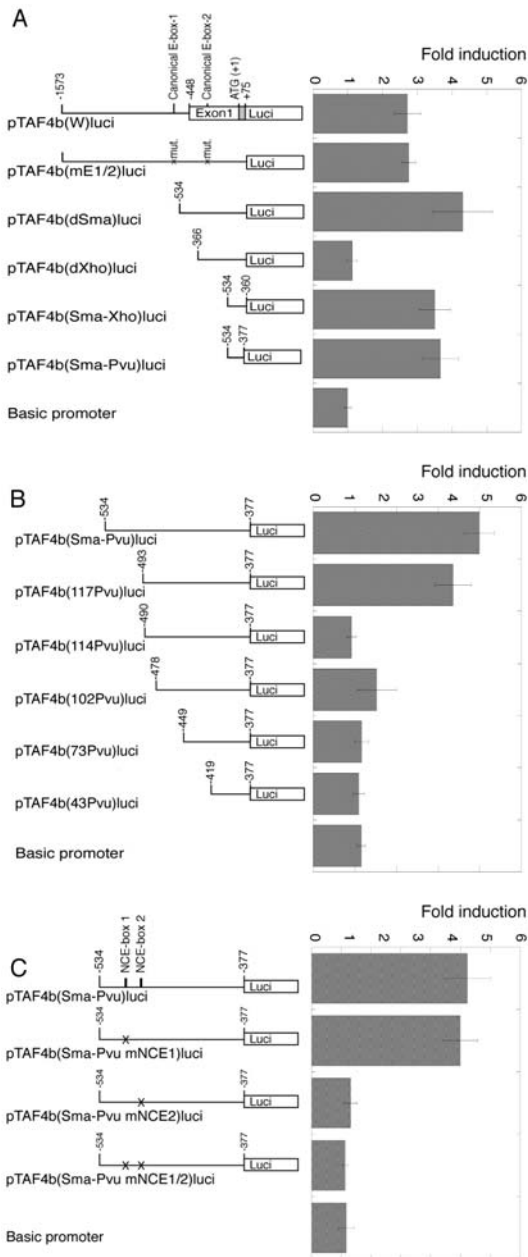 A
Fold induction
0 1 2 3 4 5 6
Canonical E-box-1
Canonical E-box-2
ATG (+1)
-1573
-448
+75
Exon1
Luci
pTAF4b(W)luci
×mut.
×mut.
Luci
pTAF4b(mE1/2)luci
-534
Luci
pTAF4b(dSma)luci
-366
Luci
pTAF4b(dXho)luci
-534
-360
Luci
pTAF4b(Sma-Xho)luci
-534
-377
Luci
pTAF4b(Sma-Pvu)luci
Basic promoter
B
Fold induction
0 1 2 3 4 5 6
-534
-377
Luci
pTAF4b(Sma-Pvu)luci
-493
-377
Luci
pTAF4b(117Pvu)luci
-490
-377
Luci
pTAF4b(114Pvu)luci
-478
-377
Luci
pTAF4b(102Pvu)luci
-449
-377
Luci
pTAF4b(73Pvu)luci
-419
-377
Luci
pTAF4b(43Pvu)luci
Basic promoter
C
Fold induction
0 1 2 3 4 5 6
NCE-box 1
NCE-box 2
-534
-377
Luci
pTAF4b(Sma-Pvu)luci
-534
-377
X
Luci
pTAF4b(Sma-Pvu mNCE1)luci
-534
-377
X
Luci
pTAF4b(Sma-Pvu mNCE2)luci
-534
-377
X X
Luci
pTAF4b(Sma-Pvu mNCE1/2)luci
Basic promoter